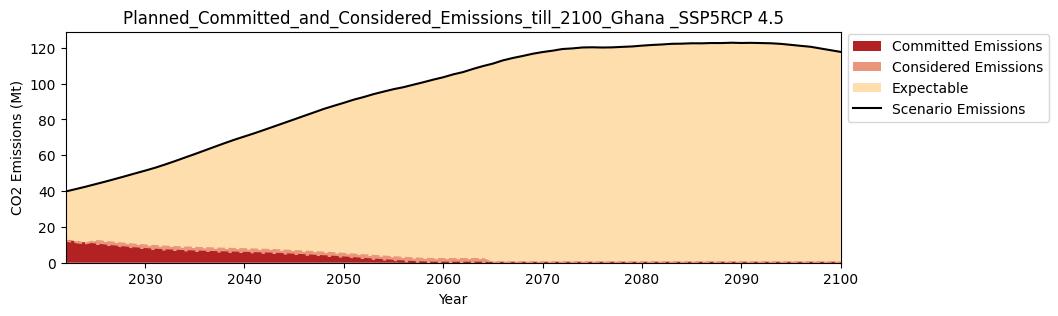 Planned_Committed_and_Considered_Emissions_till_2100_Ghana _SSP5RCP 4.5
120
100
80
60
40
20
0
CO2 Emissions (Mt)
2030
2040
2050
2060
2070
2080
2090
2100
Year
Committed Emissions
Considered Emissions
Expectable
Scenario Emissions